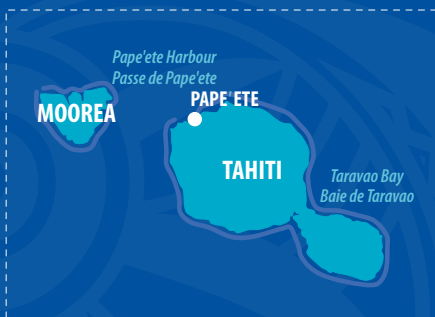 Pape'ete Harbour
Passe de Pape'ete
PAPE ETE
MOOREA
TAHITI
Taravao Bay
Baie de Taravao